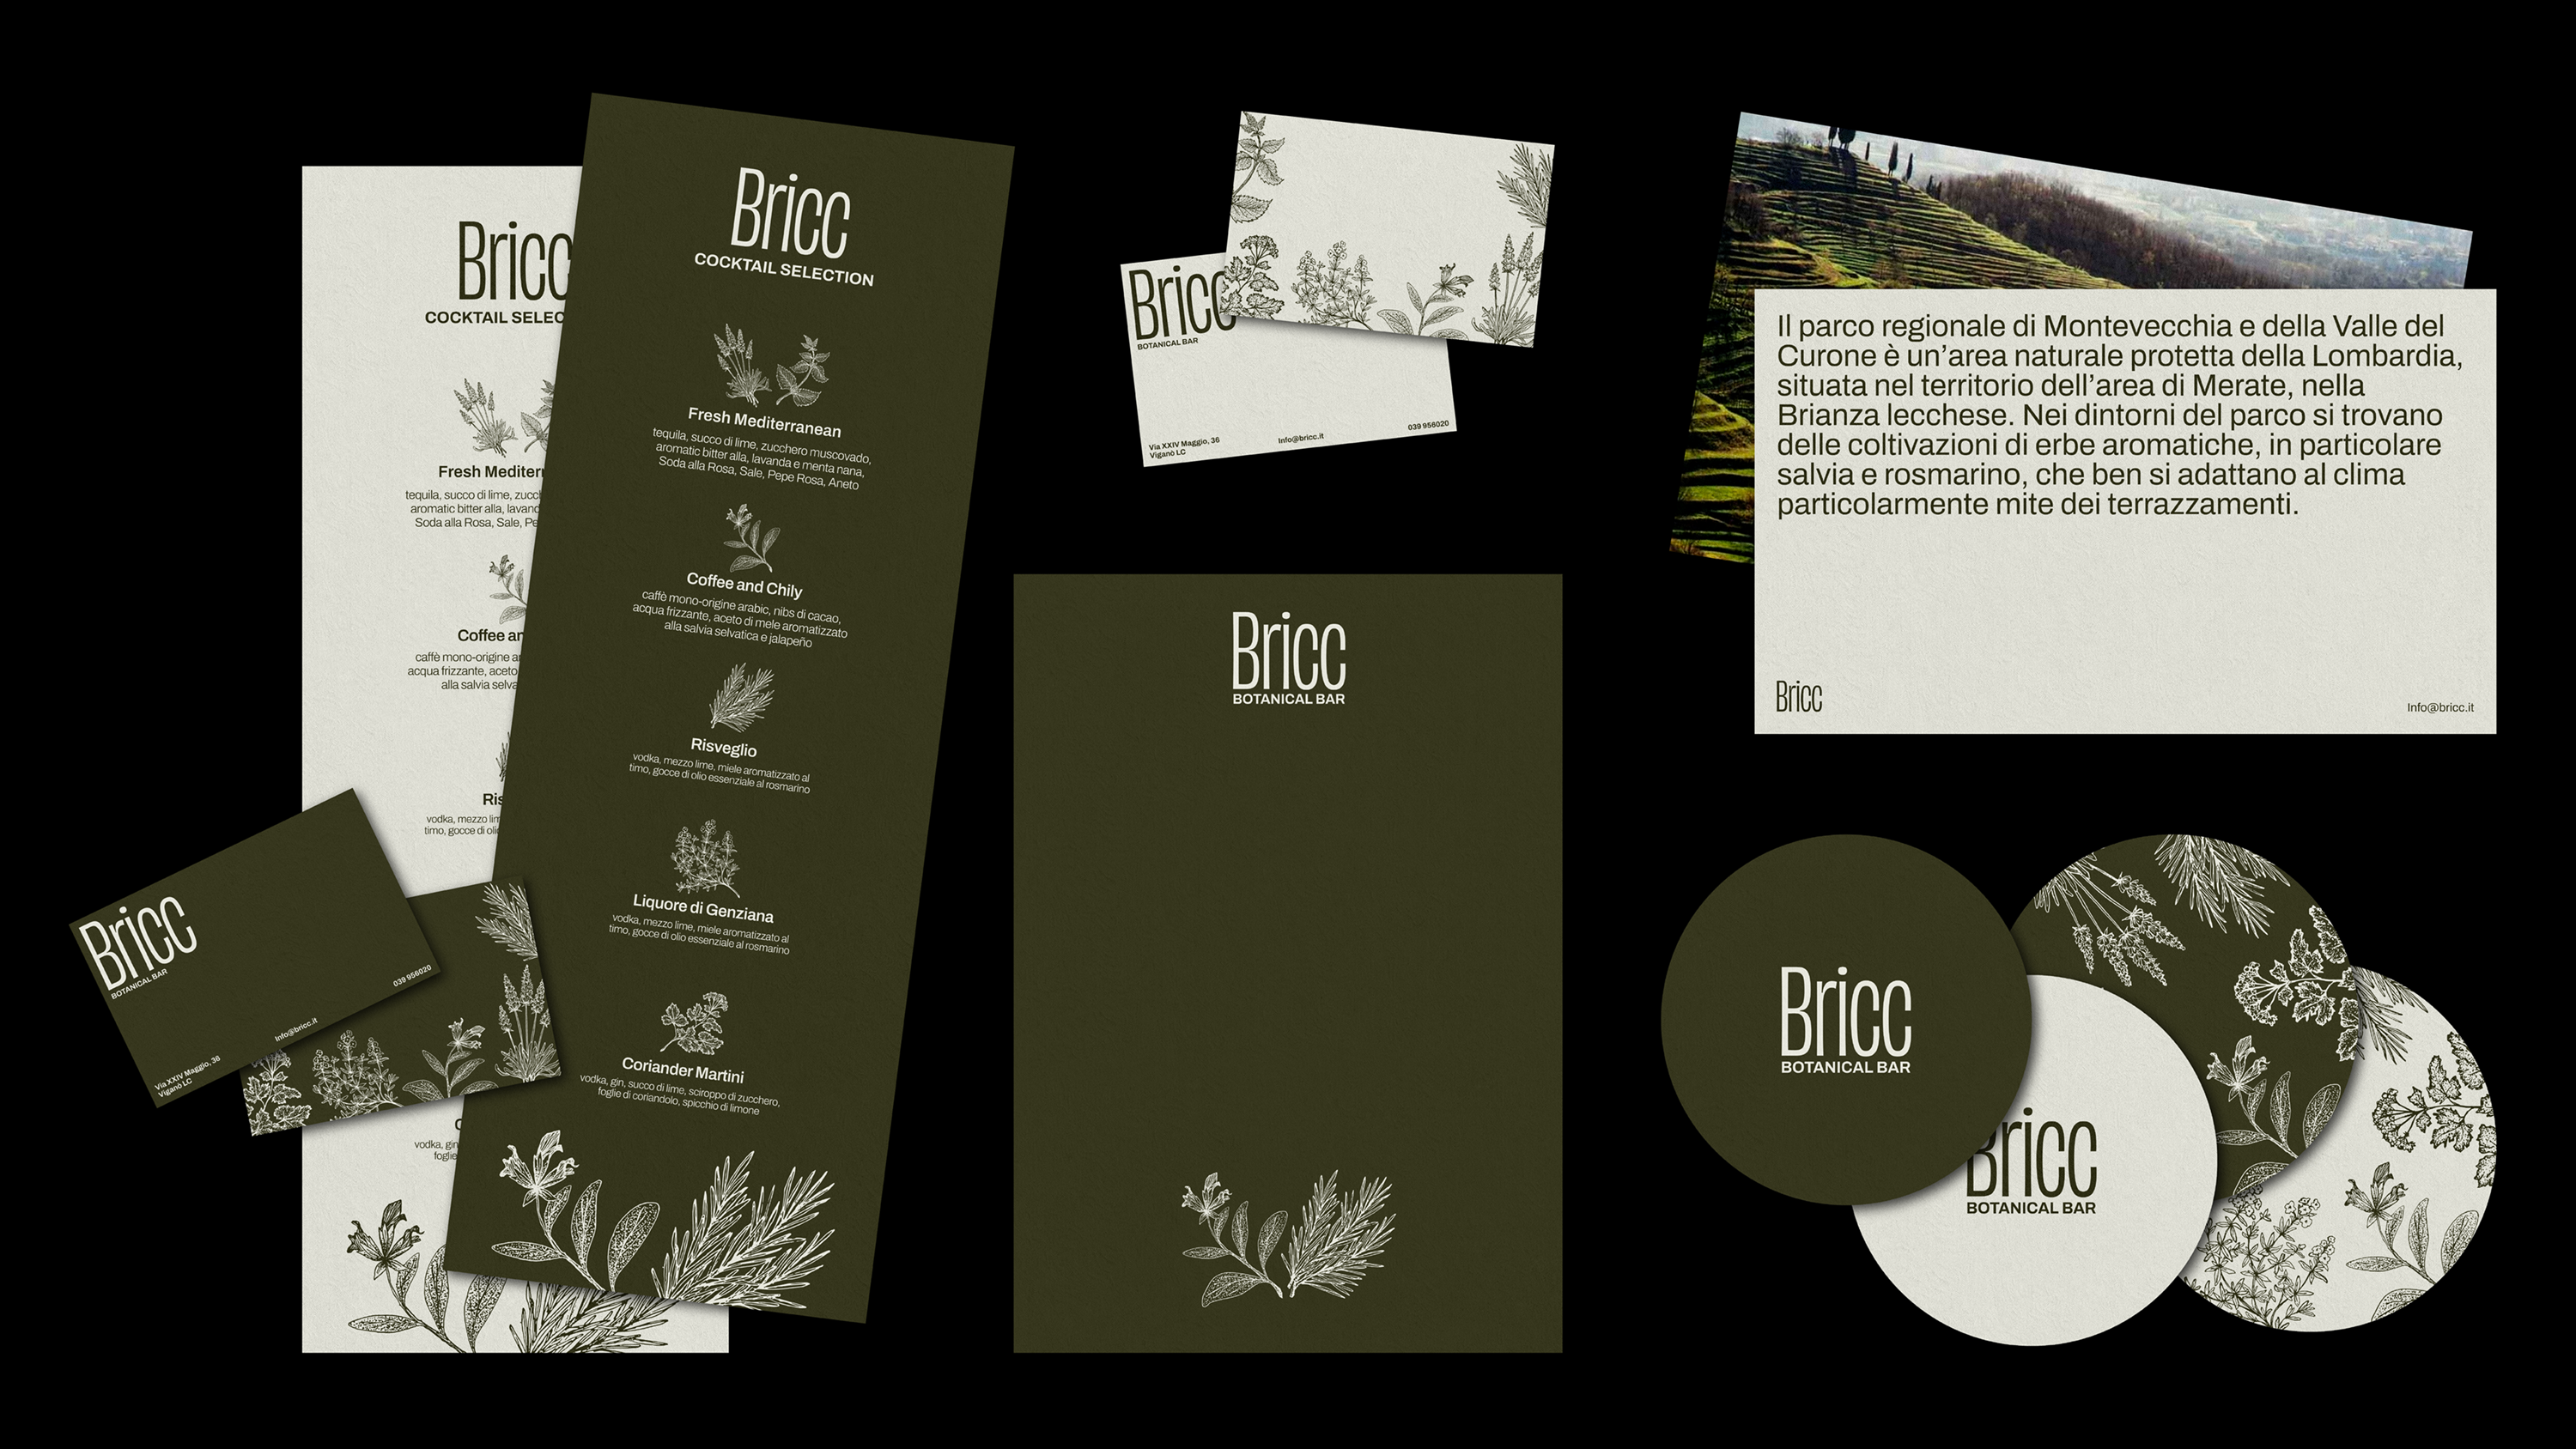 Bricc
COCKTAIL SELEC
Fresh Mediterr
tequila, succo di lime, zucch
aromatic bitter alla, lavand
Soda alla Rosa, Sale, Pe
Coffee an
caffè mono-origine ar
acqua frizzante, aceto
alla salvia selva
Ris
vodka, mezzo lim
timo, gocce di olio
vodka, gin
foglie
Bricc
COCKTAIL SELECTION
Fresh Mediterranean
tequila, succo di lime, zucchero muscovado,
aromatic bitter alla, lavanda e menta nana,
Soda alla Rosa, Sale, Pepe Rosa, Aneto
Coffee and Chily
caffè mono-origine arabic, nibs di cacao,
acqua frizzante, aceto di mele aromatizzato
alla salvia selvatica e jalapeño
Risveglio
vodka, mezzo lime, miele aromatizzato al
timo, gocce di olio essenziale al rosmarino
Liquore di Genziana
vodka, mezzo lime, miele aromatizzato al
timo, gocce di olio essenziale al rosmarino
Coriander Martini
vodka, gin, succo di lime, sciroppo di zucchero,
foglie di coriandolo, spicchio di limone
Bricc
BOTANICAL BAR
Via XXIV Maggio, 36
Viganò LC
Info@bricc.it
039 956020
Bricc
BOTANICAL BAR
Via XXIV Maggio, 36
Viganò LC
Info@bricc.it
039 956020
Bricc
BOTANICAL BAR
Il parco regionale di Montevecchia e della Valle del
Curone è un’area naturale protetta della Lombardia,
situata nel territorio dell’area di Merate, nella
Brianza lecchese. Nei dintorni del parco si trovano
delle coltivazioni di erbe aromatiche, in particolare
salvia e rosmarino, che ben si adattano al clima
particolarmente mite dei terrazzamenti.
Bricc
Info@bricc.it
Bricc
BOTANICAL BAR
Bricc
BOTANICAL BAR